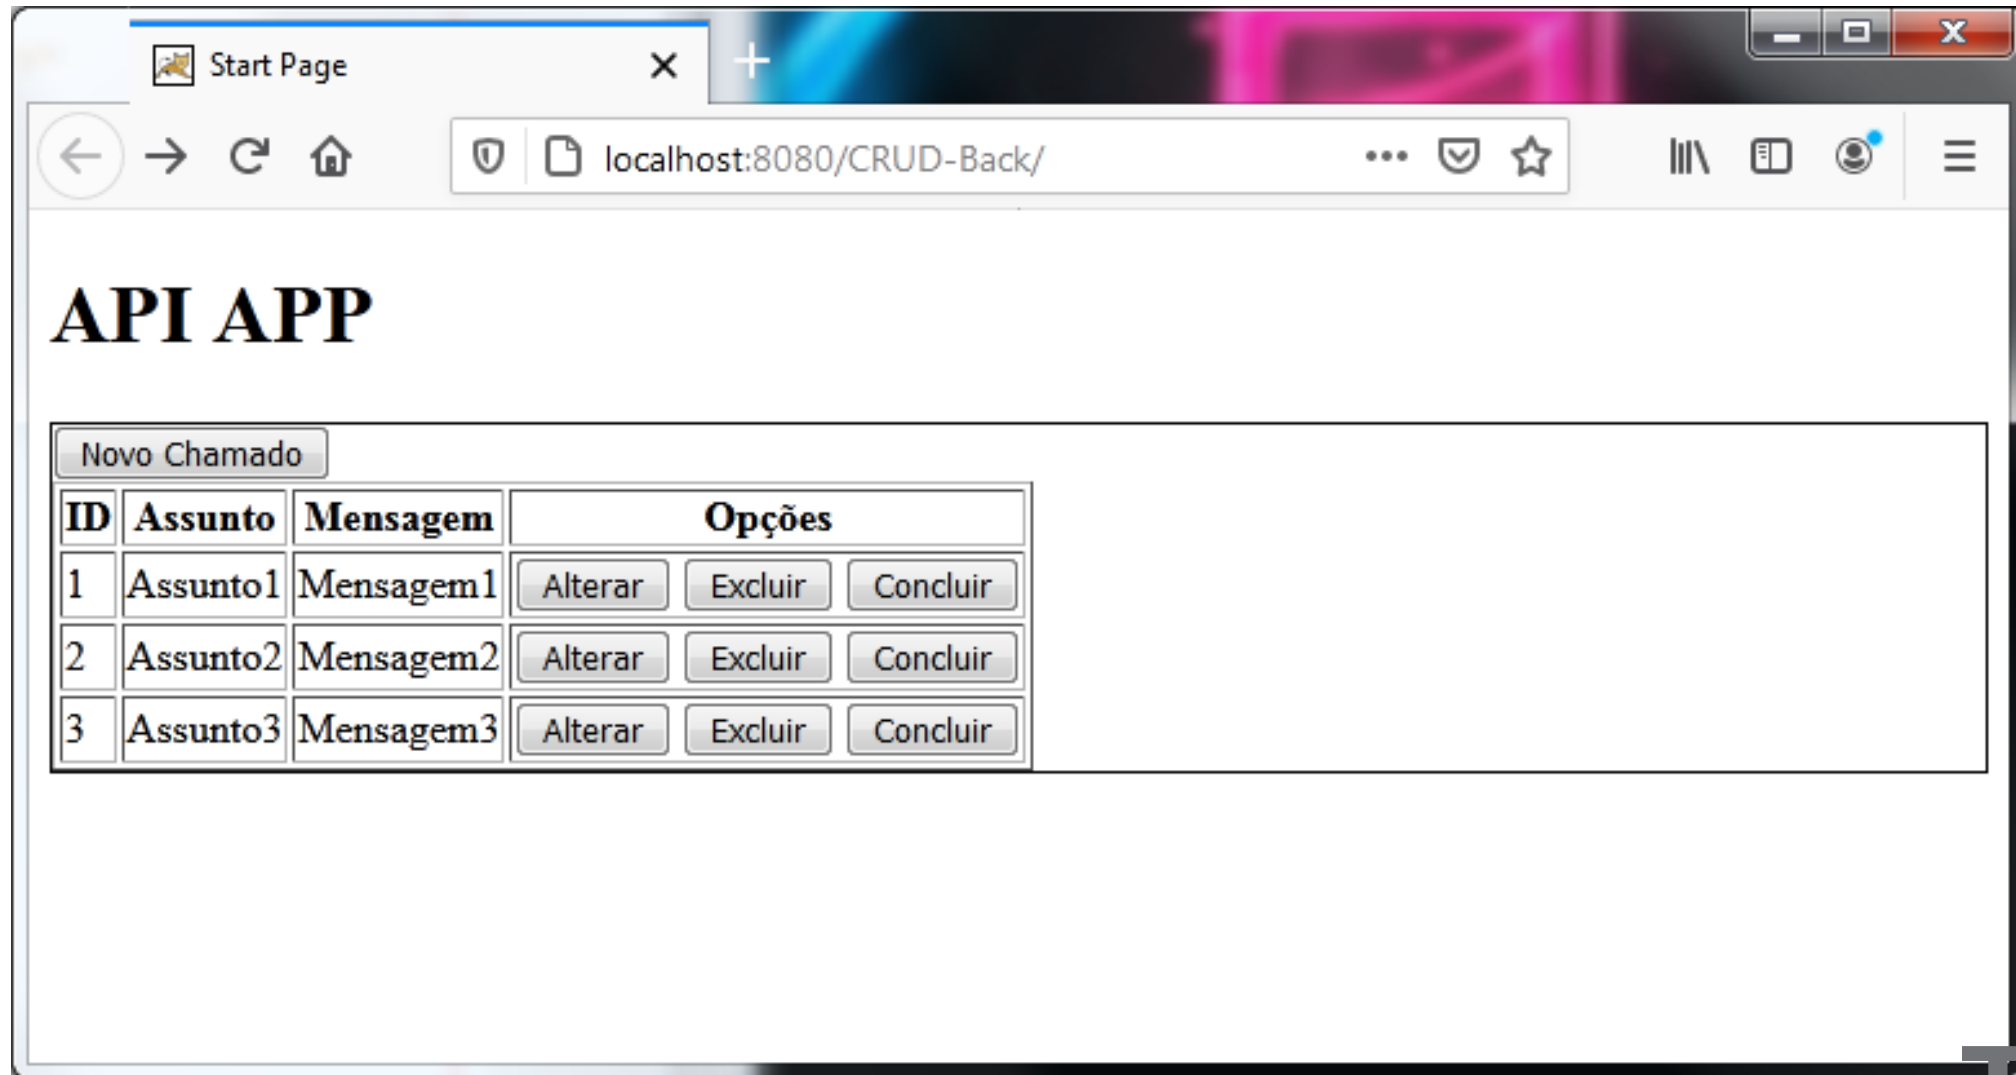 Start Page
localhost:8080/CRUD-Back/
API APP
Novo Chamado
ID Assunto Mensagem Opções
1 Assunto1 Mensagem1 Alterar Excluir Concluir
2 Assunto2 Mensagem2 Alterar Excluir Concluir
3 Assunto3 Mensagem3 Alterar Excluir Concluir